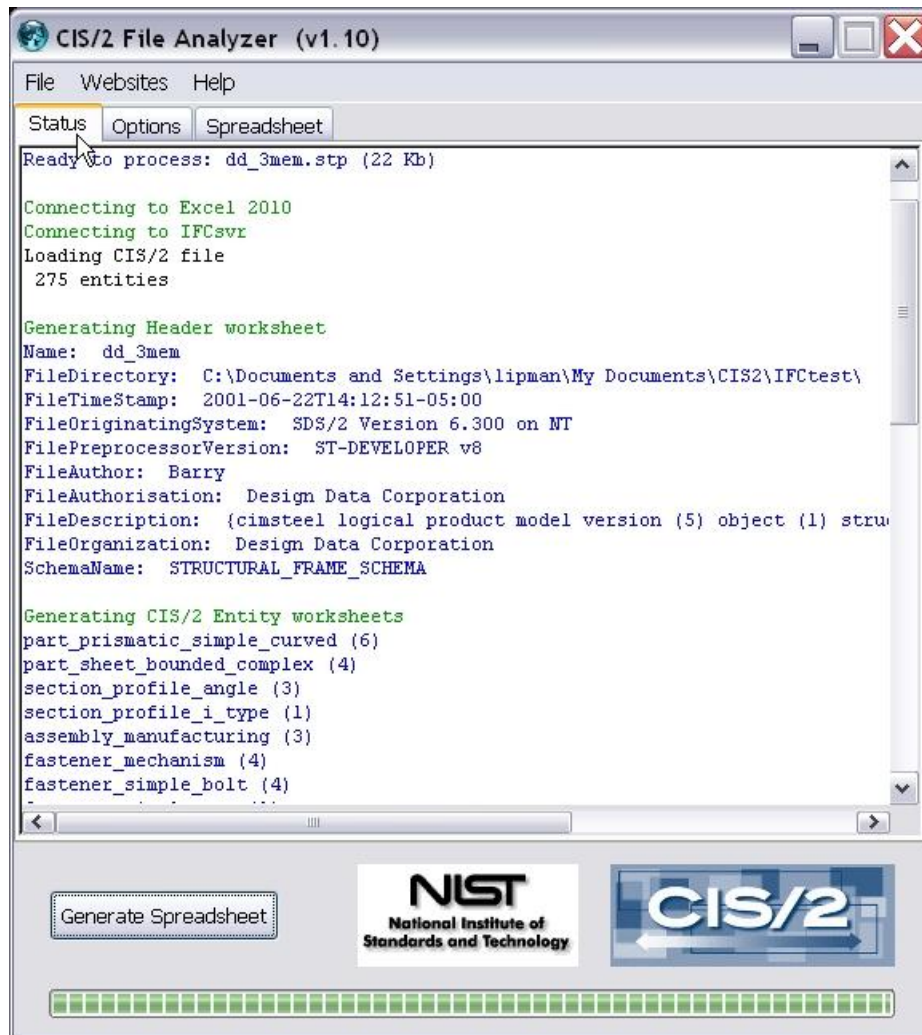 CIS/2 File Analyzer (v1.10)
File Websites Help
Status Options Spreadsheet
Ready to process: dd_3mem.stp (22 Kb)
Connecting to Excel 2010
Connecting to IFCsvr
Loading CIS/2 file
275 entities
Generating Header worksheet
Name: dd_3mem
FileDirectory: C:\Documents and Settings\lipman\My Documents\CIS2\IFCtest\
FileTimeStamp: 2001-06-22T14:12:51-05:00
FileOriginatingSystem: SDS/2 Version 6.300 on NT
FilePreprocessorVersion: ST-DEVELOPER v8
FileAuthor: Barry
FileAuthorisation: Design Data Corporation
FileDescription: {cimsteel logical product model version (5) object (1) stru
FileOrganization: Design Data Corporation
SchemaName: STRUCTURAL_FRAME_SCHEMA
Generating CIS/2 Entity worksheets
part_prismatic_simple_curved (6)
part_sheet_bounded_complex (4)
section_profile_angle (3)
section_profile_i_type (1)
assembly_manufacturing (3)
fastener_mechanism (4)
fastener_simple_bolt (4)
Generate Spreadsheet
NIST
National Institute of
Standards and Technology
CIS/2